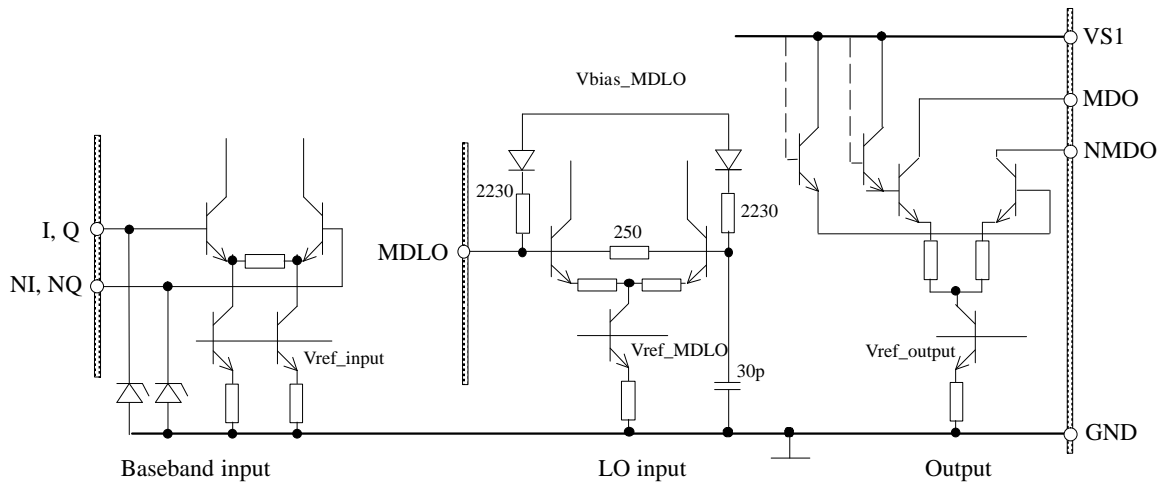 VS1
Vbias_MDLO
MDO
NMDO
2230
2230
I, Q
250
MDLO
NI, NQ
Vref_input
Vref_MDLO
Vref_output
30p
GND
Baseband input
LO input
Output